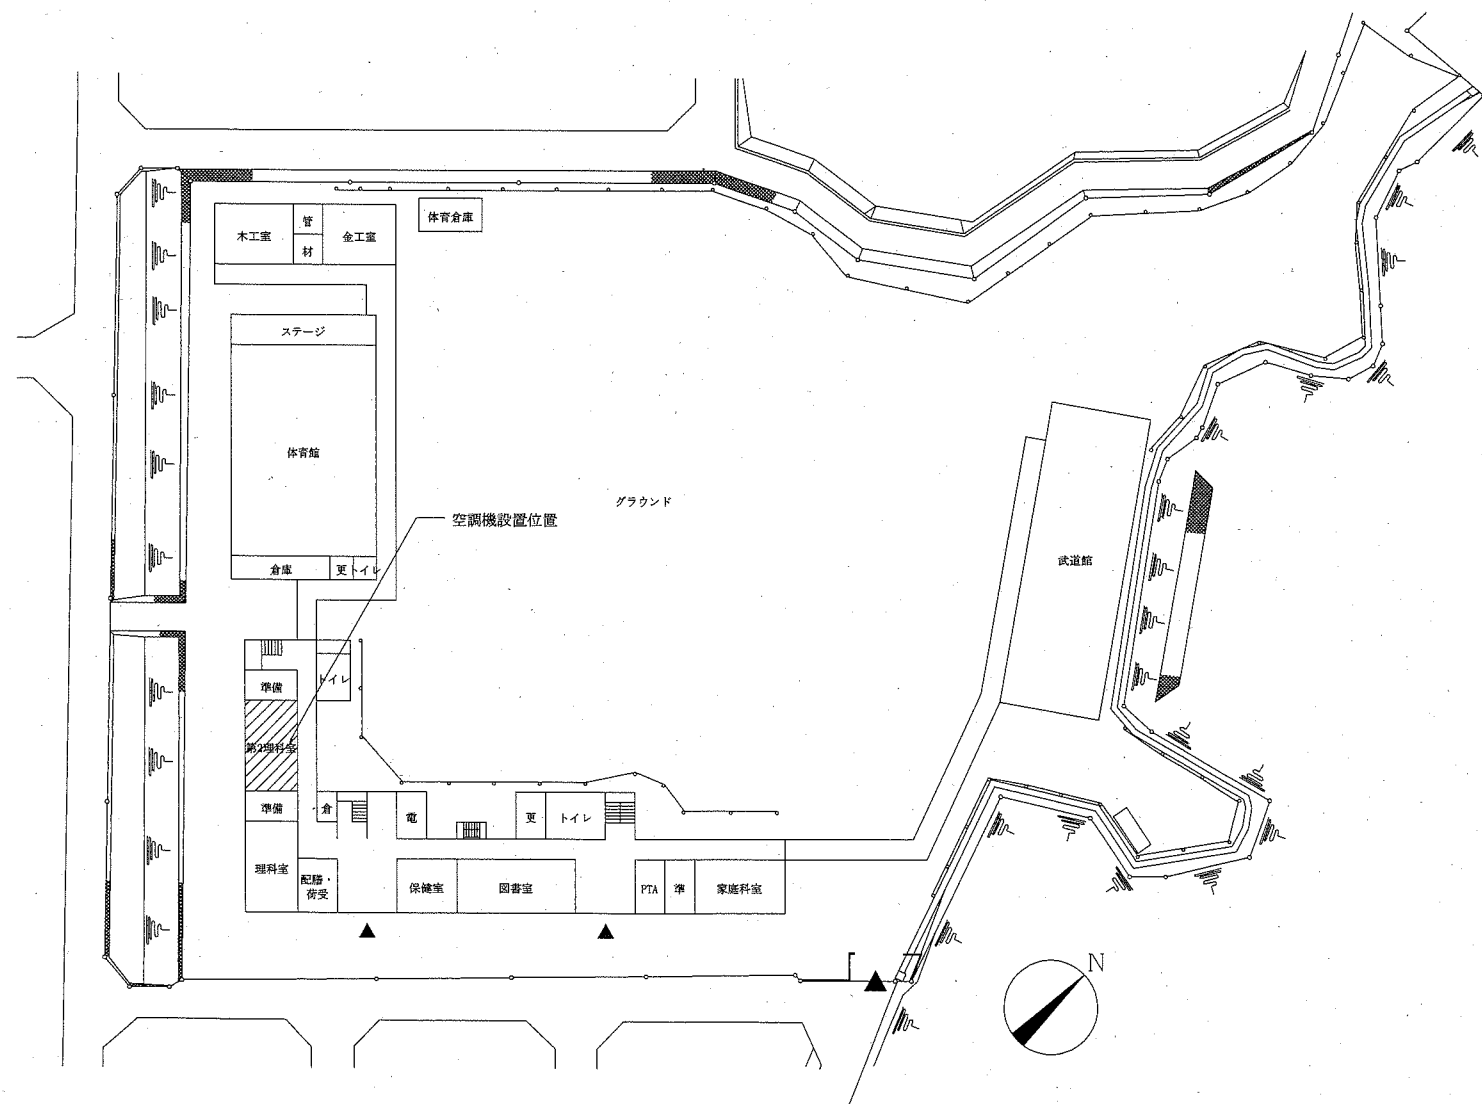 体育倉庫
木工室
管
材
金工室
ステージ
体育館
グラウンド
空調機設置位置
倉庫
更
トイレ
武道館
準備
トイレ
第2理科室
準備
倉
電
更
トイレ
理科室
配膳・
荷受
保健室
図書室
PTA
準
家庭科室
N